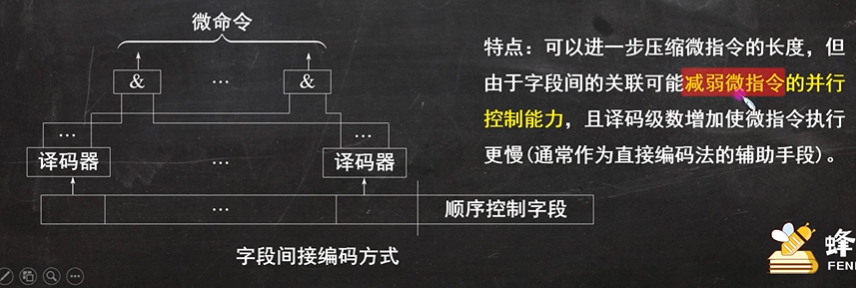 微命令
& … &
… …
译码器 … 译码器
… 顺序控制字段
字段间接编码方式
特点：可以进一步压缩微指令的长度，但
由于字段间的关联可能减弱微指令的并行
控制能力，且译码级数增加使微指令执行
更慢(通常作为直接编码法的辅助手段)。
蜂
FEN